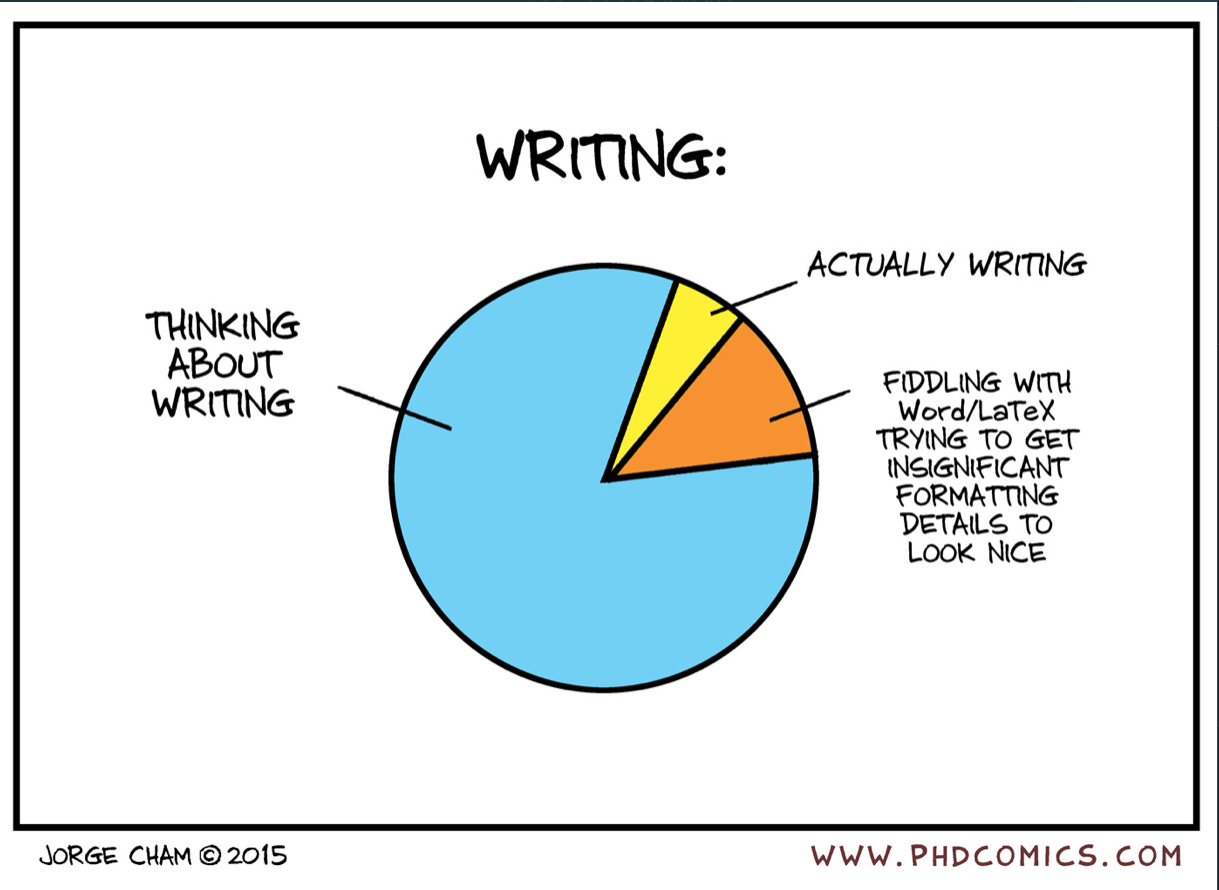 WRITING:
THINKING
ABOUT
WRITING
ACTUALLY WRITING
FIDDLING WITH
Word/LaTeX
TRYING TO GET
INSIGNIFICANT
FORMATTING
DETAILS TO
LOOK NICE
JORGE CHAM © 2015
WWW.PHDCOMICS.COM